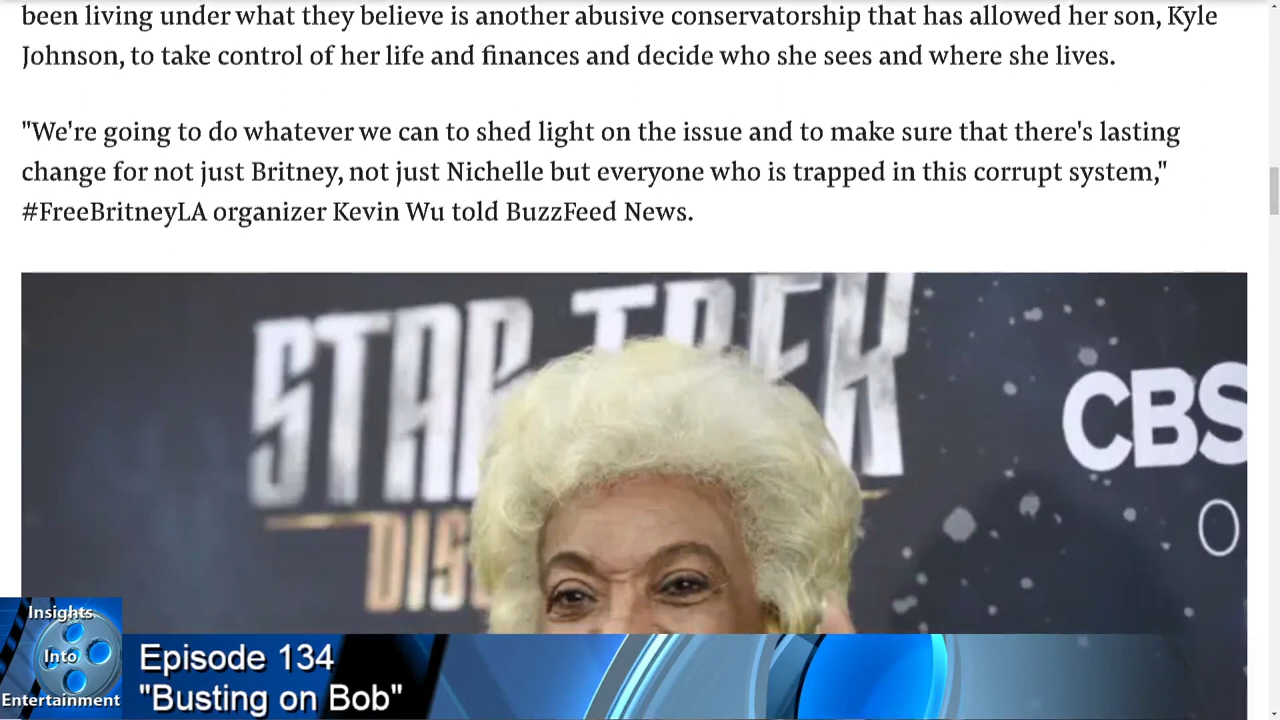 been living under what they believe is another abusive conservatorship that has allowed her son, Kyle
Johnson, to take control of her life and finances and decide who she sees and where she lives.
"We're going to do whatever we can to shed light on the issue and to make sure that there's lasting
change for not just Britney, not just Nichelle but everyone who is trapped in this corrupt system,"
#FreeBritneyLA organizer Kevin Wu told BuzzFeed News.
STAR TREK
DIS
CBS
O
Insights
Into
Entertainment
Episode 134
"Busting on Bob"